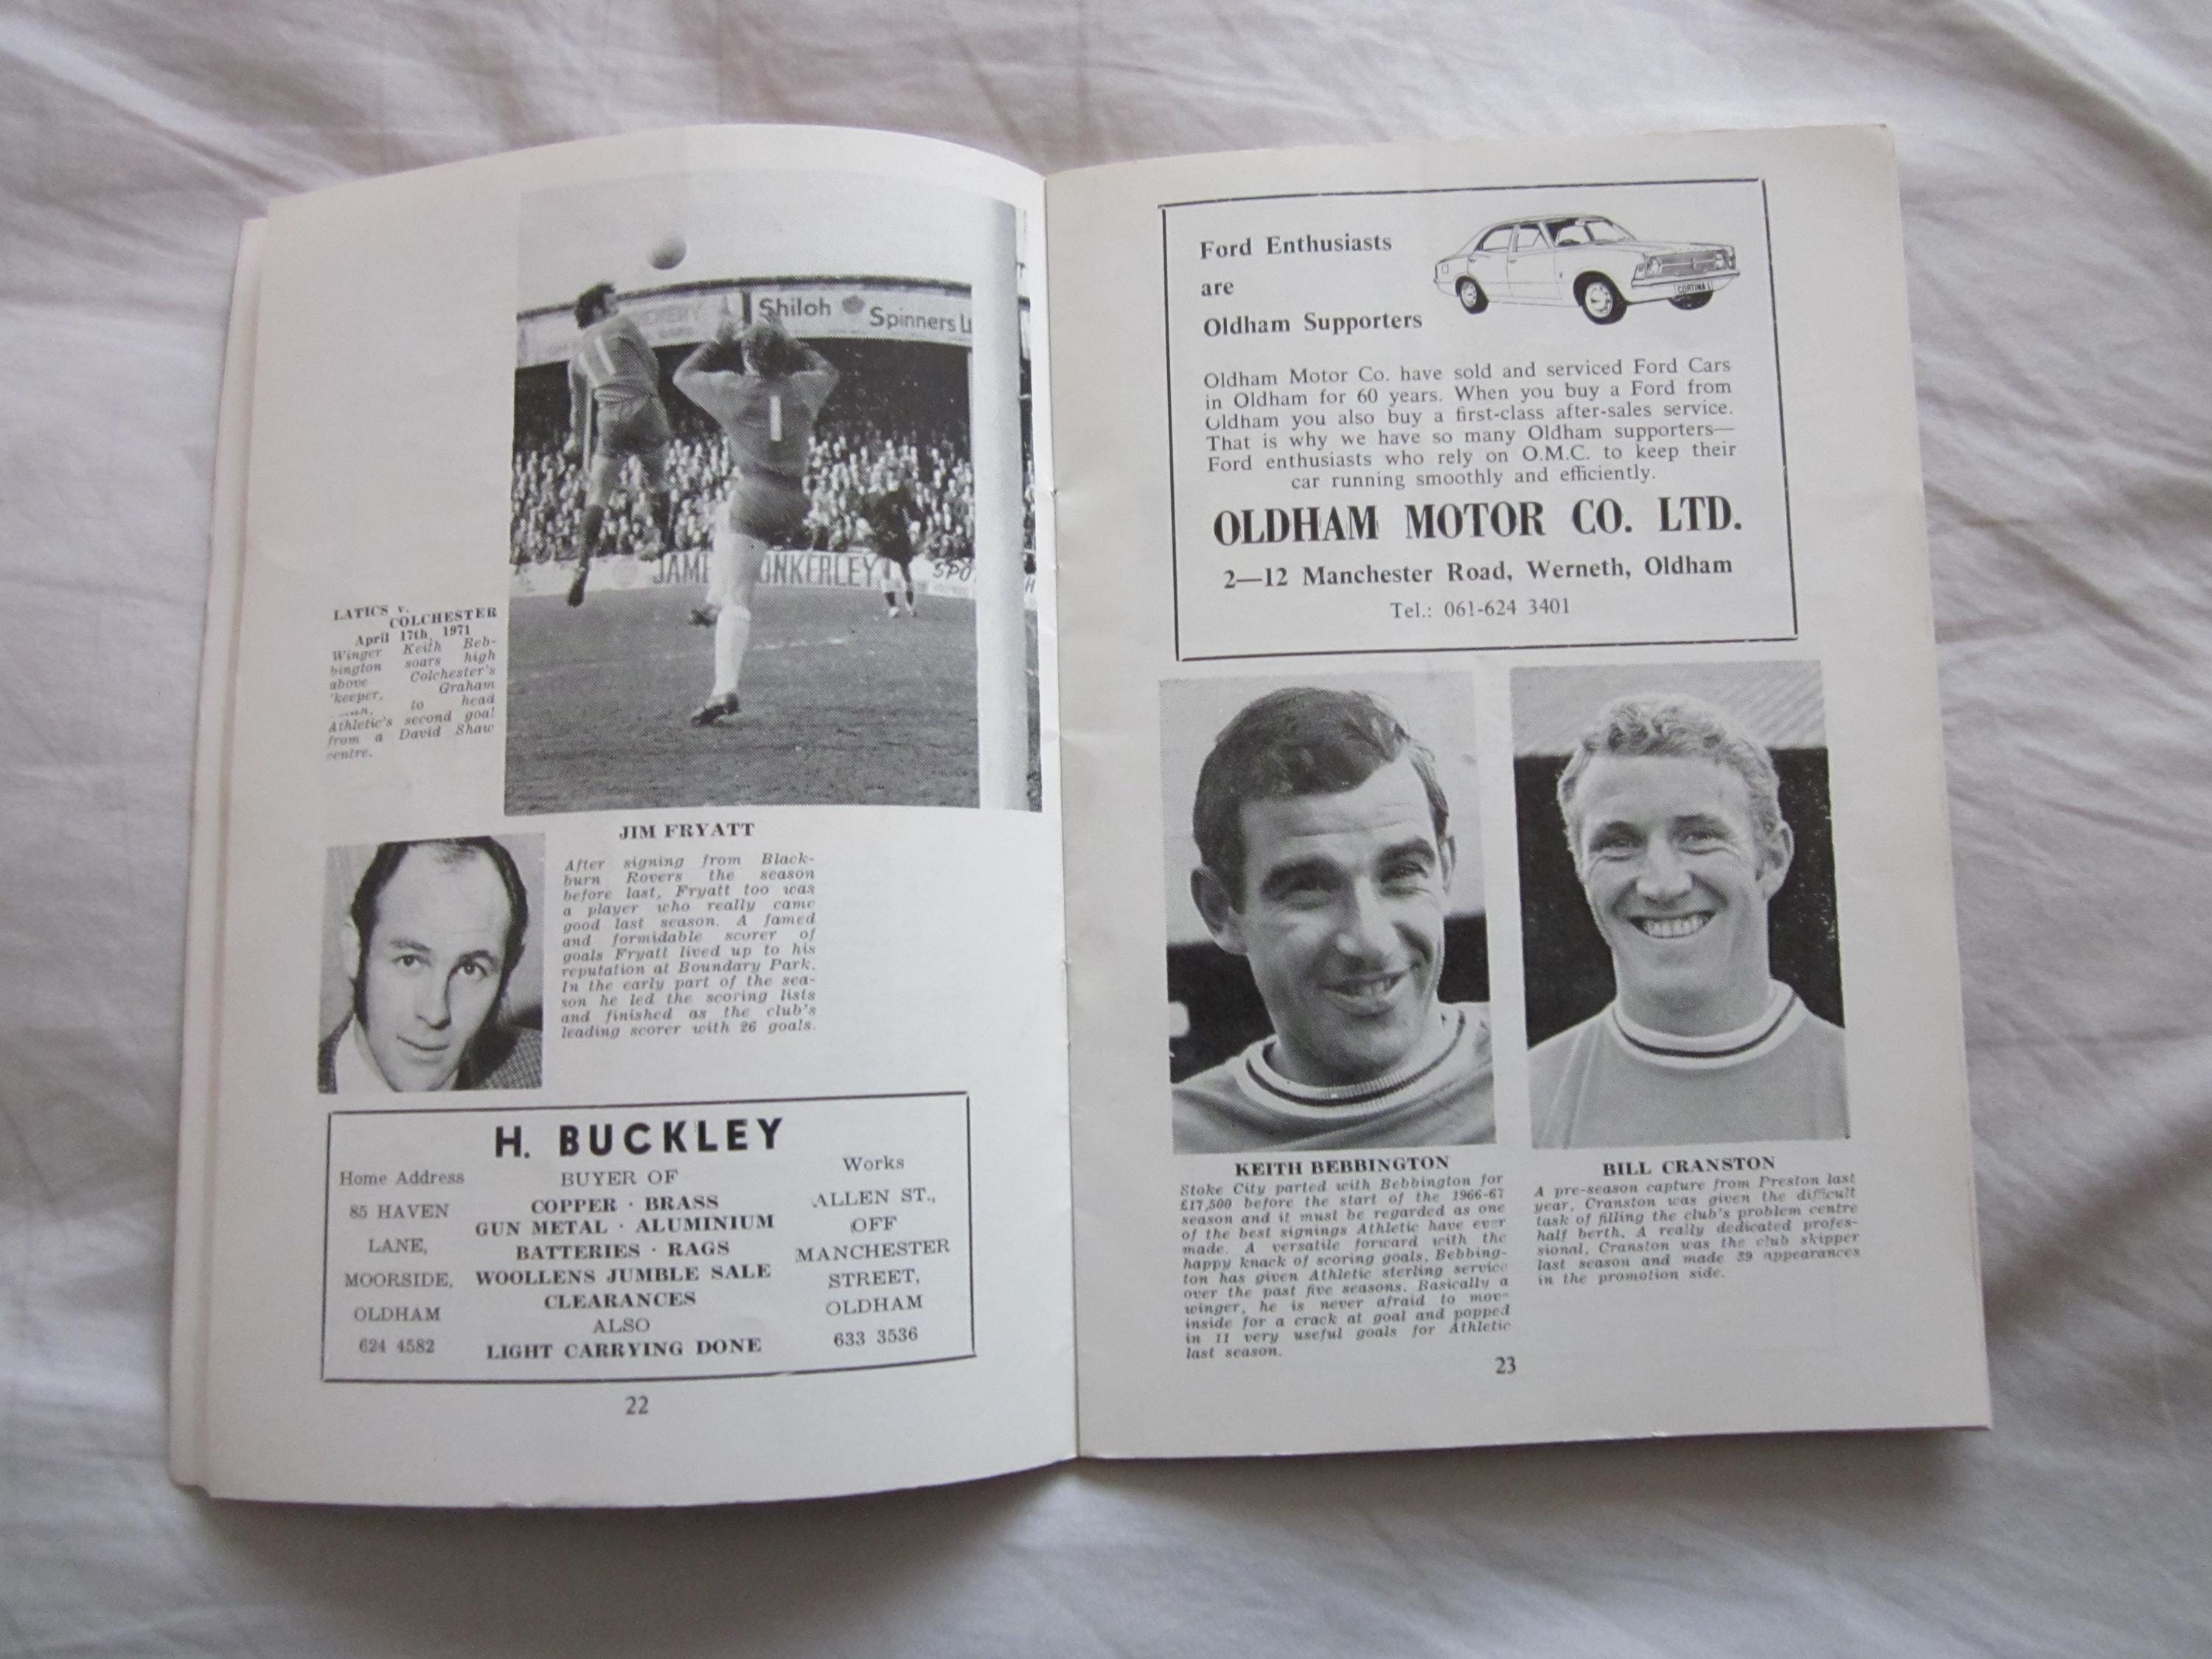 Shiloh
Spinners L
JAME ONKERLEY
SPO
H
LATICS v.
COLCHESTER
April 17th, 1971
Winger Keith Beb-
bington soars high
above Colchester's
'keeper, Graham
to head
Athletic's second goal
from a David Shaw
centre.
JIM FRYATT
After signing from Black-
burn Rovers the season
before last, Fryatt too was
a player who really came
good last season. A famed
and formidable scorer of
goals Fryatt lived up to his
reputation at Boundary Park.
In the early part of the sea-
son he led the scoring lists
and finished as the club's
leading scorer with 26 goals.
H. BUCKLEY
Home Address
85 HAVEN
LANE,
MOORSIDE,
OLDHAM
624 4582
BUYER OF
COPPER · BRASS
GUN METAL · ALUMINIUM
BATTERIES · RAGS
WOOLLENS JUMBLE SALE
CLEARANCES
ALSO
LIGHT CARRYING DONE
Works
ALLEN ST.,
OFF
MANCHESTER
STREET,
OLDHAM
633 3536
22
Ford Enthusiasts
are
Oldham Supporters
CORTINA
Oldham Motor Co. have sold and serviced Ford Cars
in Oldham for 60 years. When you buy a Ford from
Oldham you also buy a first-class after-sales service.
That is why we have so many Oldham supporters—
Ford enthusiasts who rely on O.M.C. to keep their
car running smoothly and efficiently.
OLDHAM MOTOR CO. LTD.
2—12 Manchester Road, Werneth, Oldham
Tel.: 061-624 3401
KEITH BEBBINGTON
Stoke City parted with Bebbington for
£17,500 before the start of the 1966-67
season and it must be regarded as one
of the best signings Athletic have ever
made. A versatile forward with the
happy knack of scoring goals, Bebbing-
ton has given Athletic sterling service
over the past five seasons. Basically a
winger, he is never afraid to move
inside for a crack at goal and popped
in 11 very useful goals for Athletic
last season.
BILL CRANSTON
A pre-season capture from Preston last
year, Cranston was given the difficult
task of filling the club's problem centre
half berth. A really dedicated profes-
sional, Cranston was the club skipper
last season and made 39 appearances
in the promotion side.
23